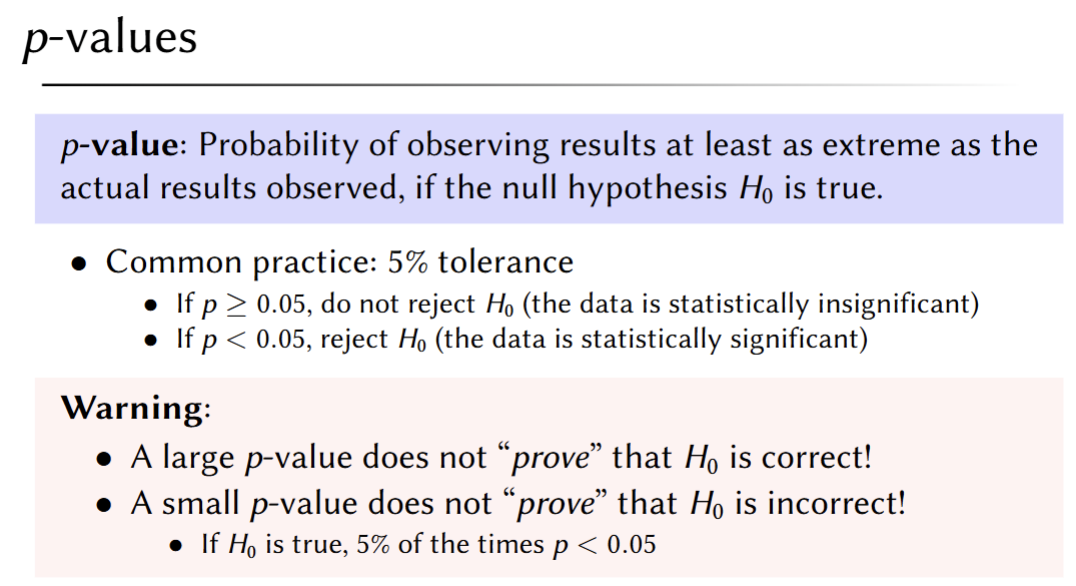 p-values
p-value: Probability of observing results at least as extreme as the
actual results observed, if the null hypothesis H₀ is true.
• Common practice: 5% tolerance
• If p ≥ 0.05, do not reject H₀ (the data is statistically insignificant)
• If p < 0.05, reject H₀ (the data is statistically significant)
Warning:
• A large p-value does not “prove” that H₀ is correct!
• A small p-value does not “prove” that H₀ is incorrect!
• If H₀ is true, 5% of the times p < 0.05